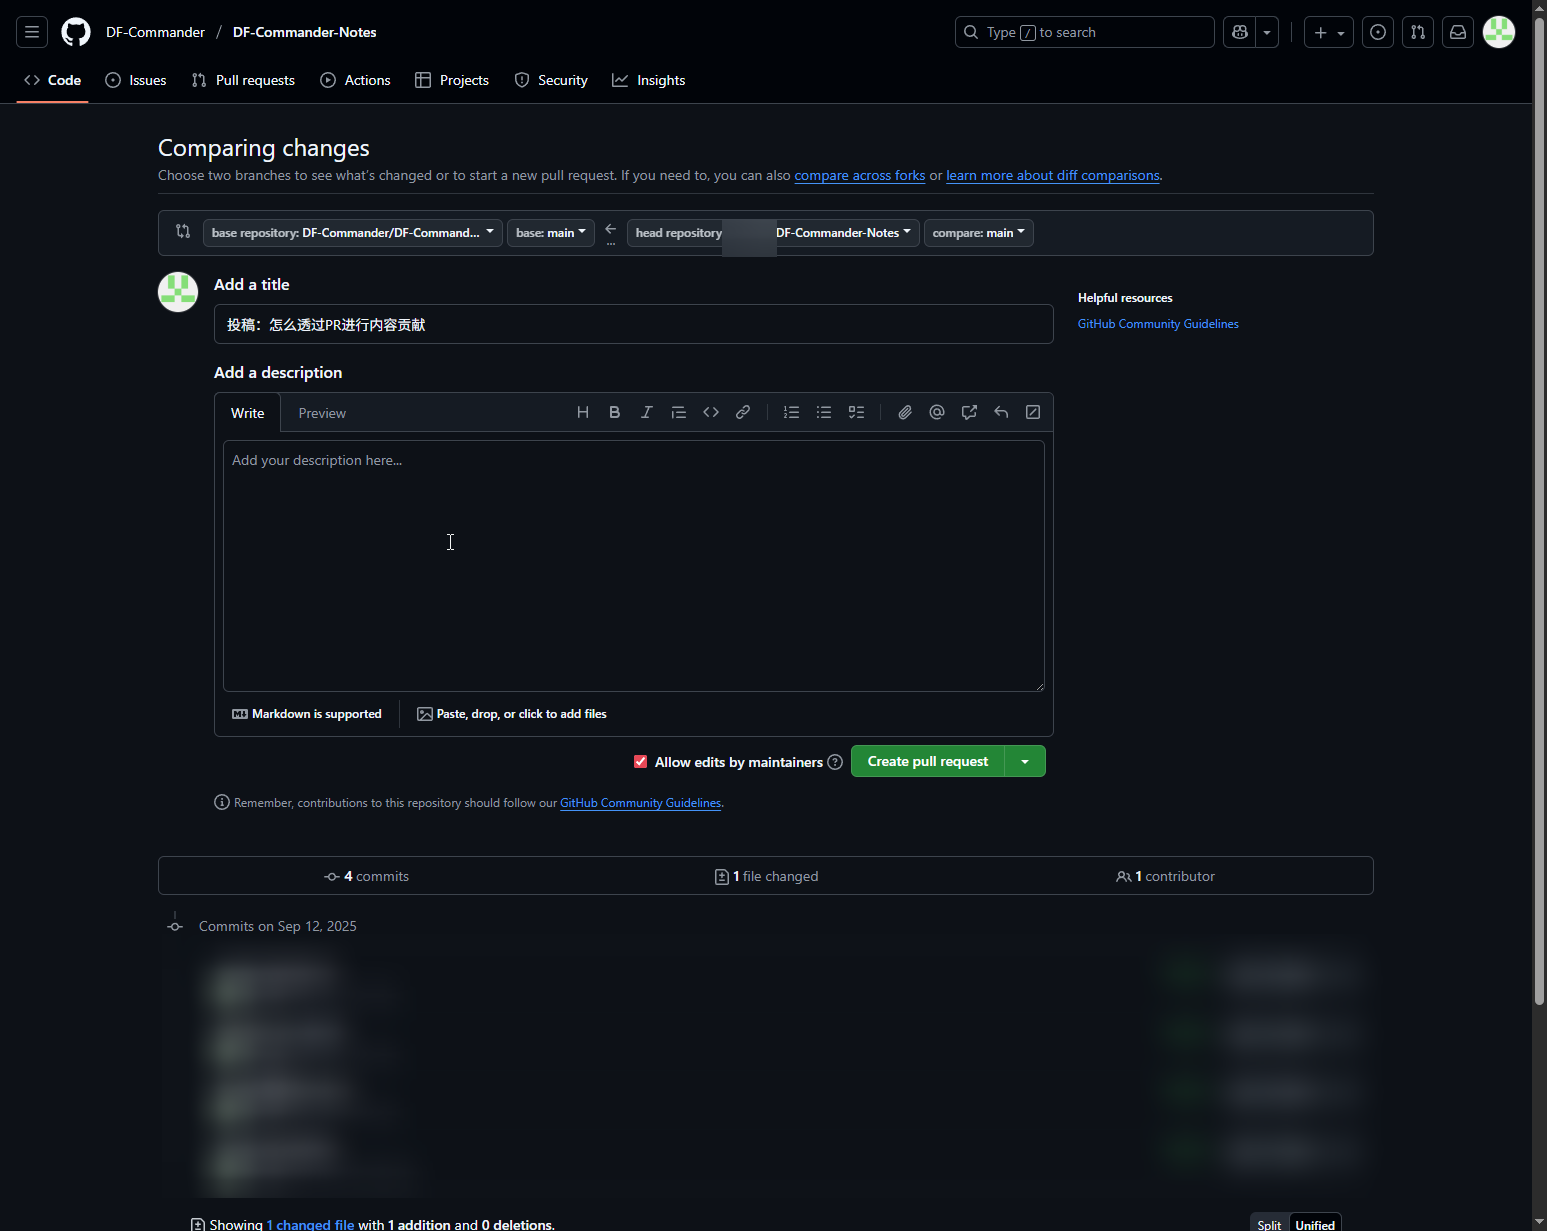 DF-Commander / DF-Commander-Notes
Type / to search
Code Issues Pull requests Actions Projects Security Insights
Comparing changes
Choose two branches to see what's changed or to start a new pull request. If you need to, you can also compare across forks or learn more about diff comparisons.
base repository: DF-Commander/DF-Command... base: main ← ... head repository DF-Commander-Notes compare: main
Add a title
投稿：怎么透过PR进行内容贡献
Helpful resources
GitHub Community Guidelines
Add a description
Write Preview
Add your description here...
Markdown is supported
Paste, drop, or click to add files
Allow edits by maintainers
Create pull request
Remember, contributions to this repository should follow our GitHub Community Guidelines.
4 commits
1 file changed
1 contributor
Commits on Sep 12, 2025
Showing 1 changed file with 1 addition and 0 deletions.
Split Unified